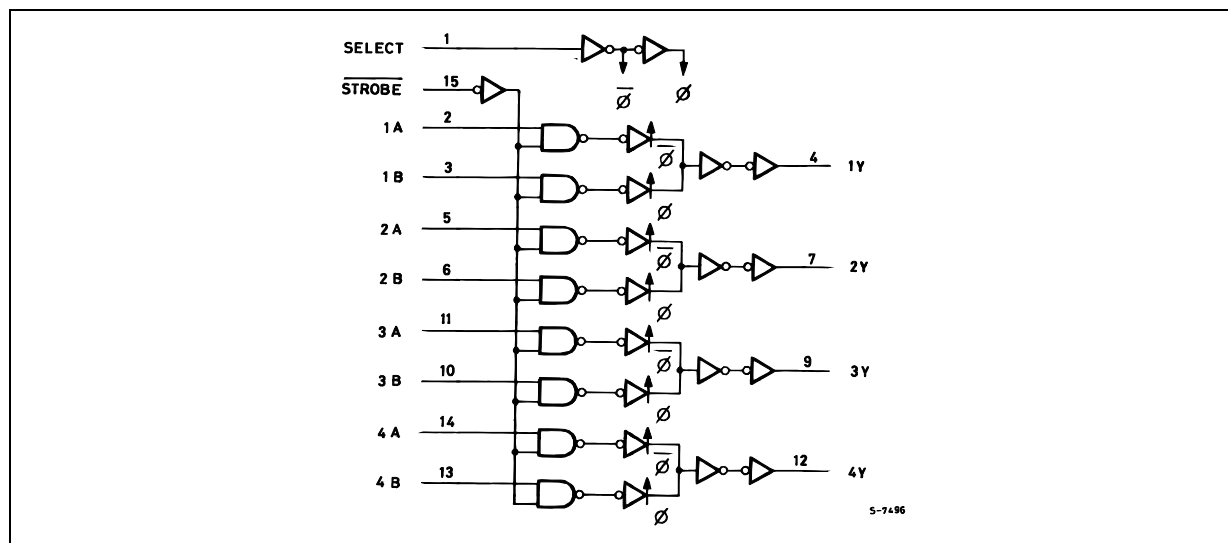 SELECT 1
STROBE 15
φ̅ φ
1A 2
φ̅
4 1Y
1B 3
φ
2A 5
φ̅
7 2Y
2B 6
φ
3A 11
φ̅
9 3Y
3B 10
φ
4A 14
φ̅
12 4Y
4B 13
φ
S-7496